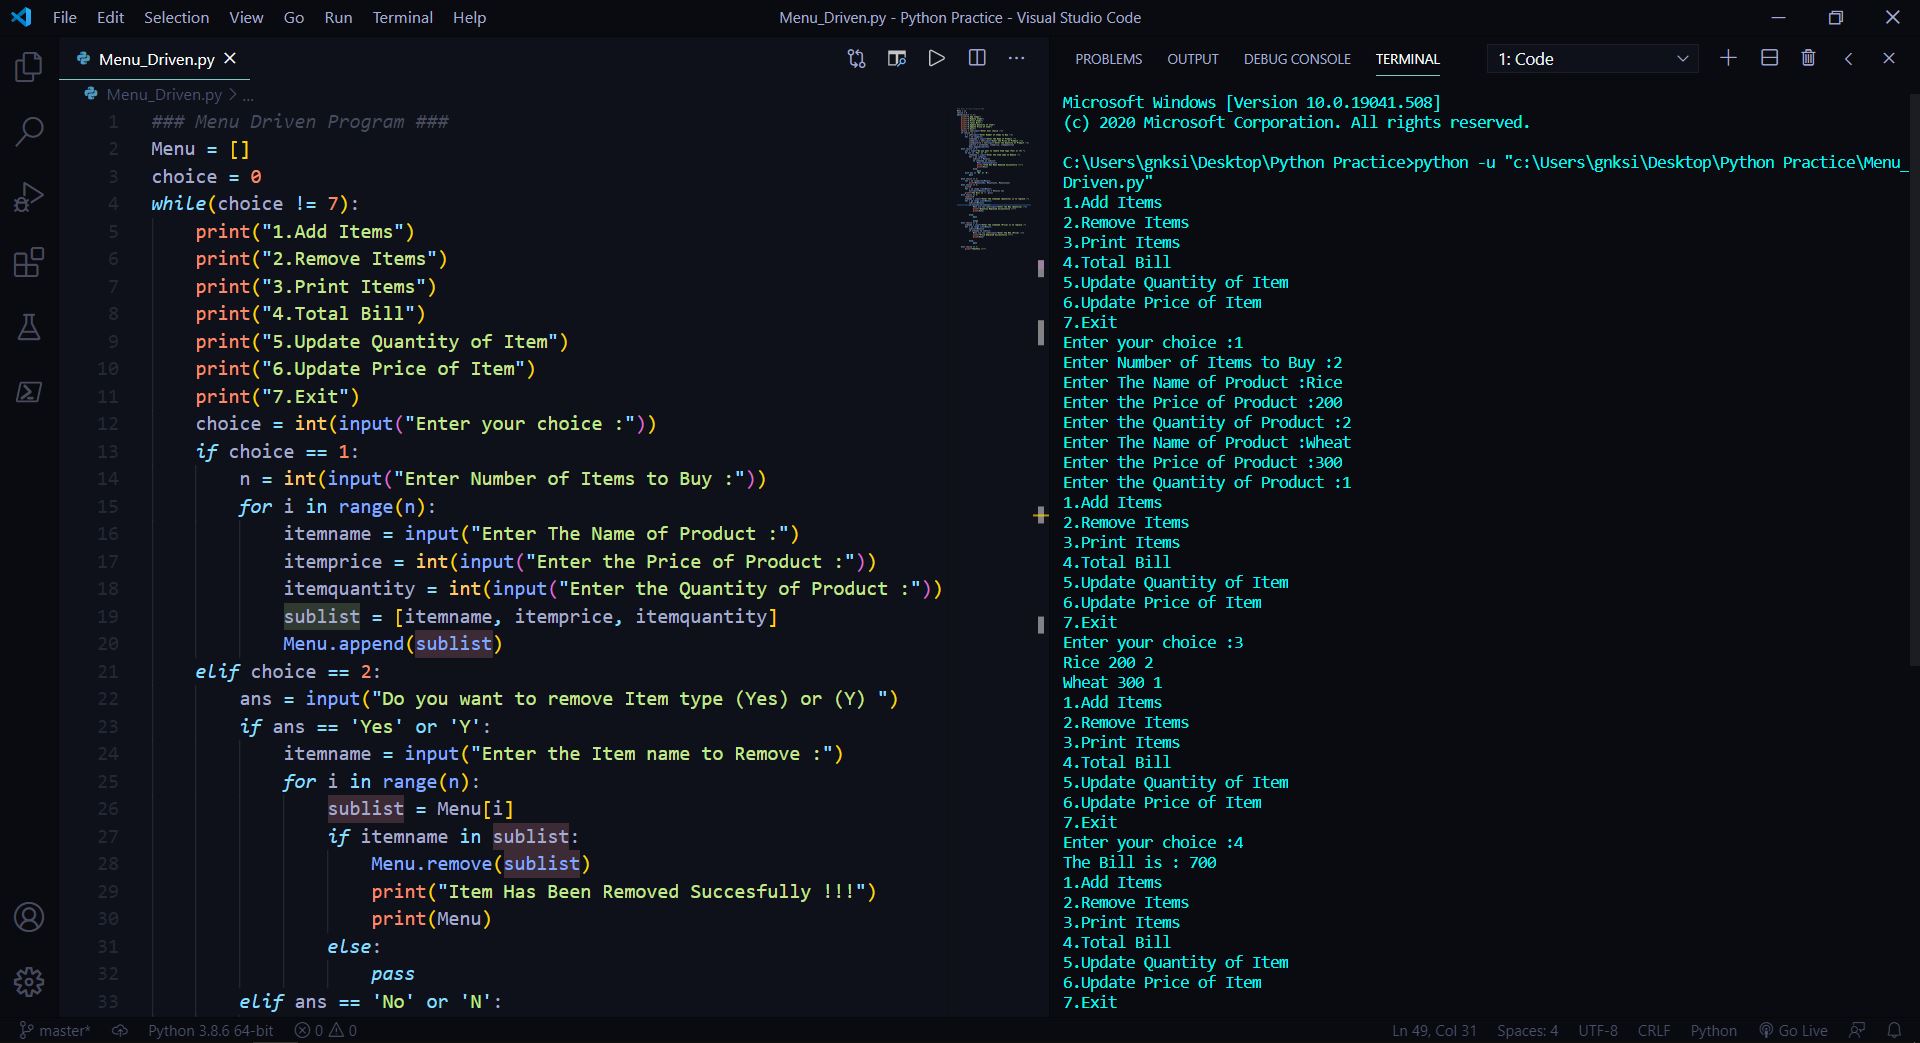 File Edit Selection View Go Run Terminal Help
Menu_Driven.py - Python Practice - Visual Studio Code
Menu_Driven.py
Menu_Driven.py > ...
1 ### Menu Driven Program ###
2 Menu = []
3 choice = 0
4 while(choice != 7):
5 print("1.Add Items")
6 print("2.Remove Items")
7 print("3.Print Items")
8 print("4.Total Bill")
9 print("5.Update Quantity of Item")
10 print("6.Update Price of Item")
11 print("7.Exit")
12 choice = int(input("Enter your choice :"))
13 if choice == 1:
14 n = int(input("Enter Number of Items to Buy :"))
15 for i in range(n):
16 itemname = input("Enter The Name of Product :")
17 itemprice = int(input("Enter the Price of Product :"))
18 itemquantity = int(input("Enter the Quantity of Product :"))
19 sublist = [itemname, itemprice, itemquantity]
20 Menu.append(sublist)
21 elif choice == 2:
22 ans = input("Do you want to remove Item type (Yes) or (Y) ")
23 if ans == 'Yes' or 'Y':
24 itemname = input("Enter the Item name to Remove :")
25 for i in range(n):
26 sublist = Menu[i]
27 if itemname in sublist:
28 Menu.remove(sublist)
29 print("Item Has Been Removed Succesfully !!!")
30 print(Menu)
31 else:
32 pass
33 elif ans == 'No' or 'N':
PROBLEMS OUTPUT DEBUG CONSOLE TERMINAL 1: Code
Microsoft Windows [Version 10.0.19041.508]
(c) 2020 Microsoft Corporation. All rights reserved.
C:\Users\gnksi\Desktop\Python Practice>python -u "c:\Users\gnksi\Desktop\Python Practice\Menu_
Driven.py"
1.Add Items
2.Remove Items
3.Print Items
4.Total Bill
5.Update Quantity of Item
6.Update Price of Item
7.Exit
Enter your choice :1
Enter Number of Items to Buy :2
Enter The Name of Product :Rice
Enter the Price of Product :200
Enter the Quantity of Product :2
Enter The Name of Product :Wheat
Enter the Price of Product :300
Enter the Quantity of Product :1
1.Add Items
2.Remove Items
3.Print Items
4.Total Bill
5.Update Quantity of Item
6.Update Price of Item
7.Exit
Enter your choice :3
Rice 200 2
Wheat 300 1
1.Add Items
2.Remove Items
3.Print Items
4.Total Bill
5.Update Quantity of Item
6.Update Price of Item
7.Exit
Enter your choice :4
The Bill is : 700
1.Add Items
2.Remove Items
3.Print Items
4.Total Bill
5.Update Quantity of Item
6.Update Price of Item
7.Exit
master* Python 3.8.6 64-bit 0 0 Ln 49, Col 31 Spaces: 4 UTF-8 CRLF Python Go Live